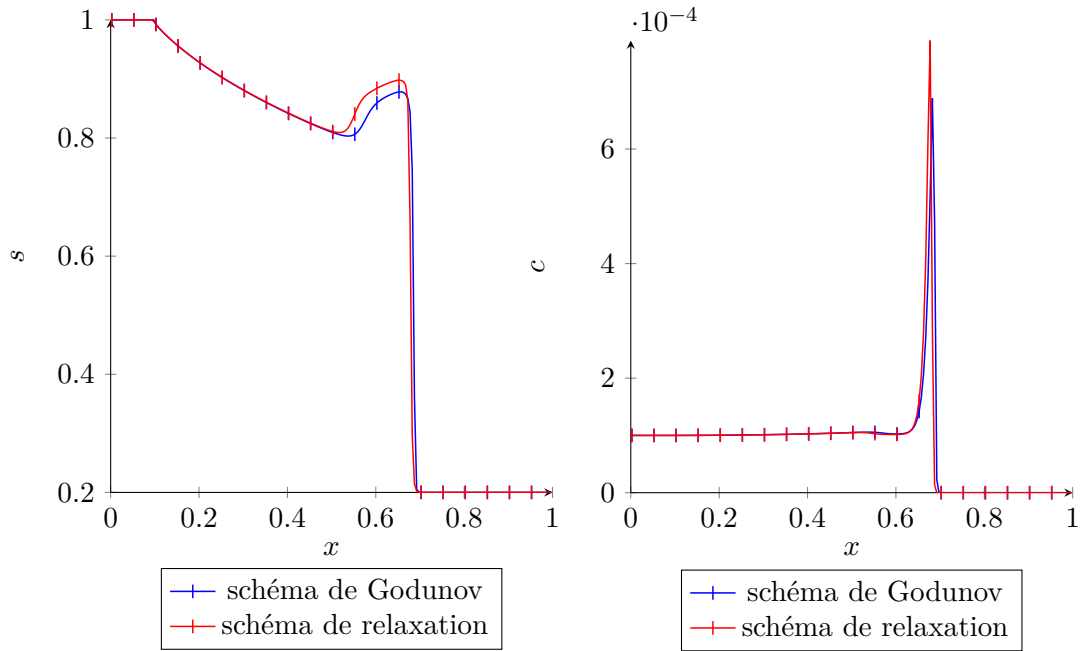 1
0.8
0.6
0.4
0.2
s
0 0.2 0.4 0.6 0.8 1
x
schéma de Godunov
schéma de relaxation
·10−4
6
4
2
0
c
0 0.2 0.4 0.6 0.8 1
x
schéma de Godunov
schéma de relaxation